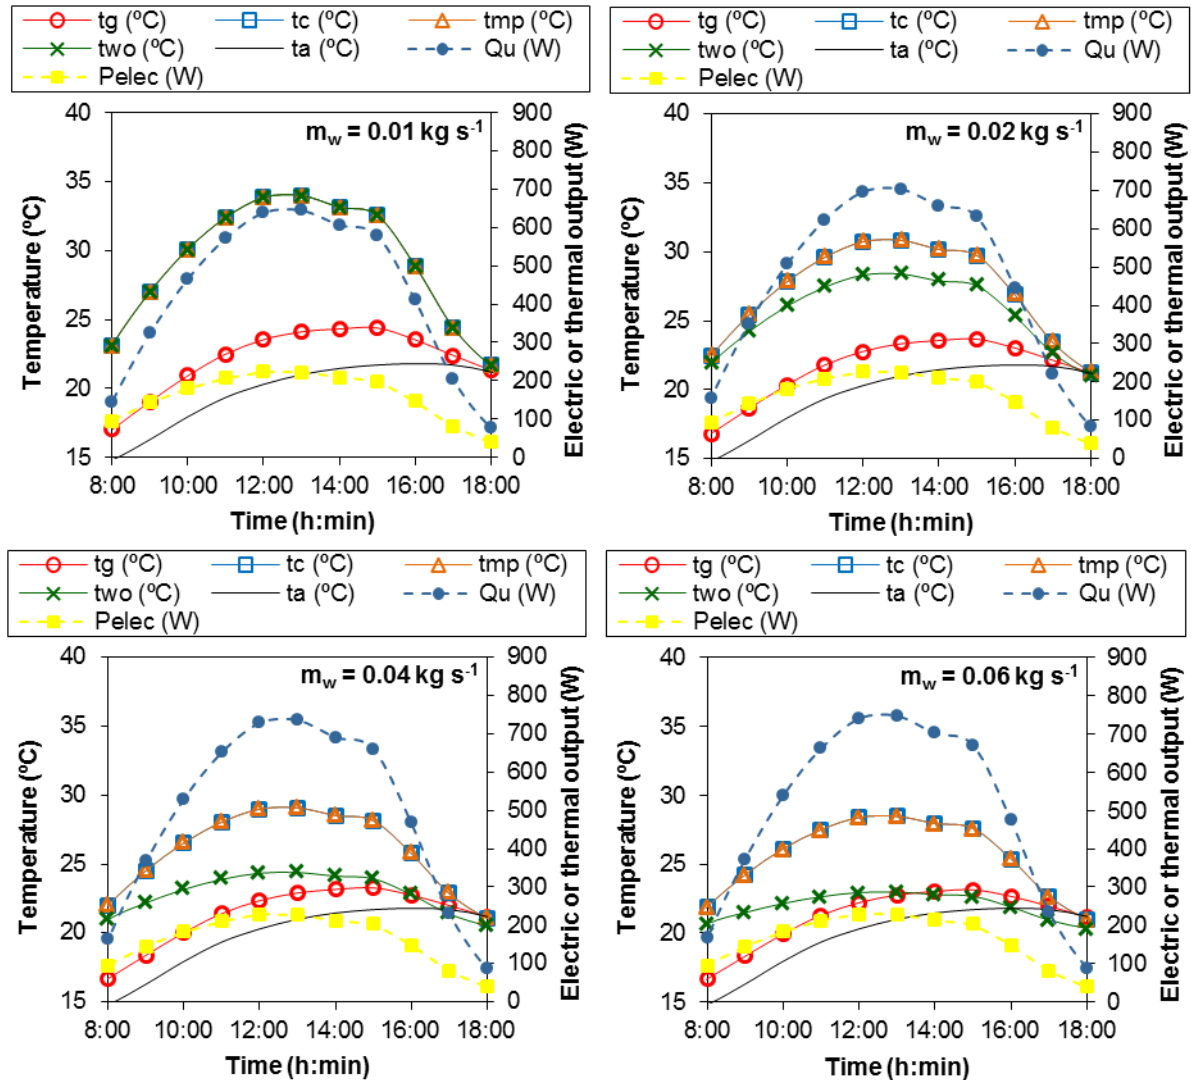 tg (ºC) tc (ºC) tmp (ºC)
two (ºC) ta (ºC) Qu (W)
Pelec (W)
40 900
m_w = 0.01 kg s⁻¹
800
35 700
600
30 500
400
25 300
20 200
100
15 0
8:00 10:00 12:00 14:00 16:00 18:00
Time (h:min)
Temperature (ºC)
Electric or thermal output (W)
tg (ºC) tc (ºC) tmp (ºC)
two (ºC) ta (ºC) Qu (W)
Pelec (W)
40 900
m_w = 0.02 kg s⁻¹
800
35 700
600
30 500
400
25 300
20 200
100
15 0
8:00 10:00 12:00 14:00 16:00 18:00
Time (h:min)
Temperature (ºC)
Electric or thermal output (W)
tg (ºC) tc (ºC) tmp (ºC)
two (ºC) ta (ºC) Qu (W)
Pelec (W)
40 900
m_w = 0.04 kg s⁻¹
800
35 700
600
30 500
400
25 300
20 200
100
15 0
8:00 10:00 12:00 14:00 16:00 18:00
Time (h:min)
Temperature (ºC)
Electric or thermal output (W)
tg (ºC) tc (ºC) tmp (ºC)
two (ºC) ta (ºC) Qu (W)
Pelec (W)
40 900
m_w = 0.06 kg s⁻¹
800
35 700
600
30 500
400
25 300
20 200
100
15 0
8:00 10:00 12:00 14:00 16:00 18:00
Time (h:min)
Temperature (ºC)
Electric or thermal output (W)